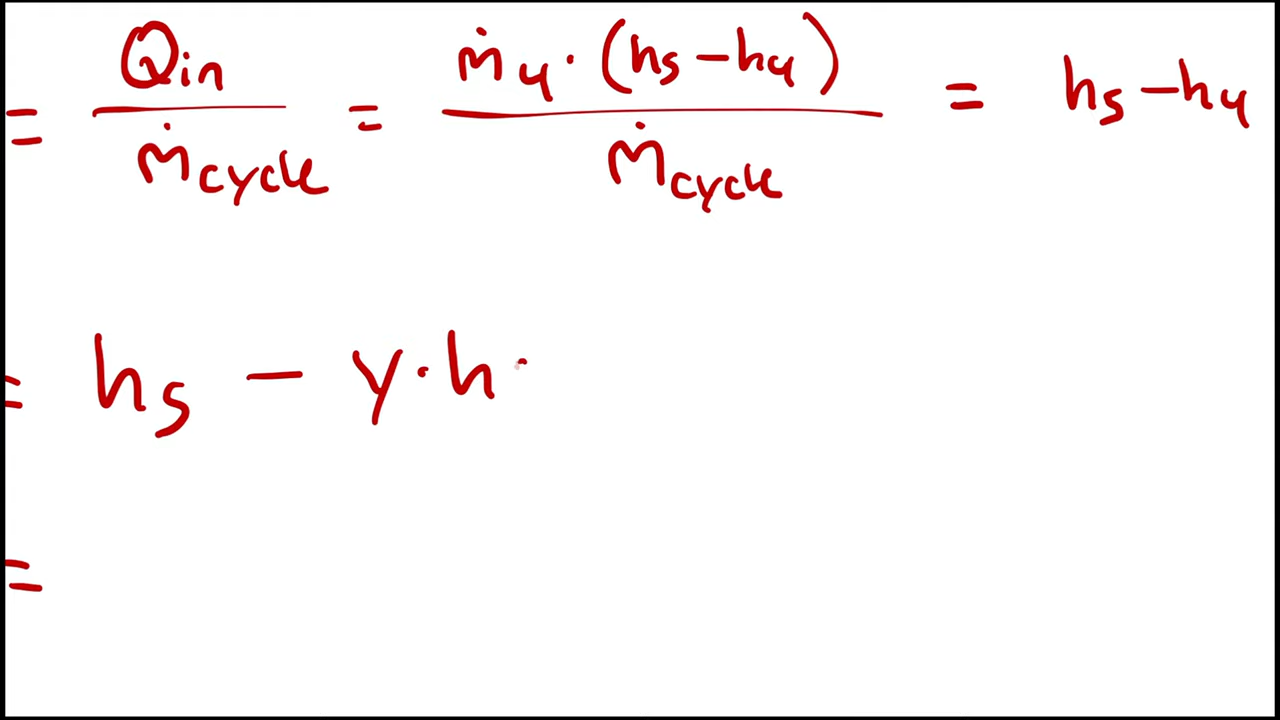 = Qin / ṁcycle = ṁ4 · (h5 − h4) / ṁcycle = h5 − h4
= h5 − y · h
=